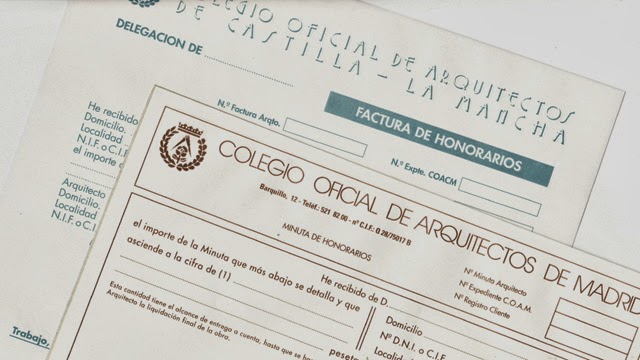 COLEGIO OFICIAL DE ARQUITECTOS
DE CASTILLA - LA MANCHA
DELEGACION DE
FACTURA DE HONORARIOS
N.º Factura Arqto.
N.º Expte. COACM
He recibido
Domicilio
Localidad
N.I.F. o C.I.F.
el importe
Arquitecto
Domicilio
Localidad
N.I.F. o C.I.F.
Trabajo.
COLEGIO OFICIAL DE ARQUITECTOS DE MADRID
Barquillo, 12 - Teléf.: 521 82 00 - nº C.I.F.: Q 28/75017 B
MINUTA DE HONORARIOS
Nº Minuta Arquitecto
Nº Expediente C.O.A.M.
Nº Registro Cliente
el importe de la Minuta que más abajo se detalla y que
asciende a la cifra de (1)
pesetas
Esta cantidad tiene el alcance de entrega a cuenta, hasta que se
Arquitecto la liquidación final de la obra.
He recibido de D.
Domicilio
Localidad
Nº D.N.I. o C.I.F.